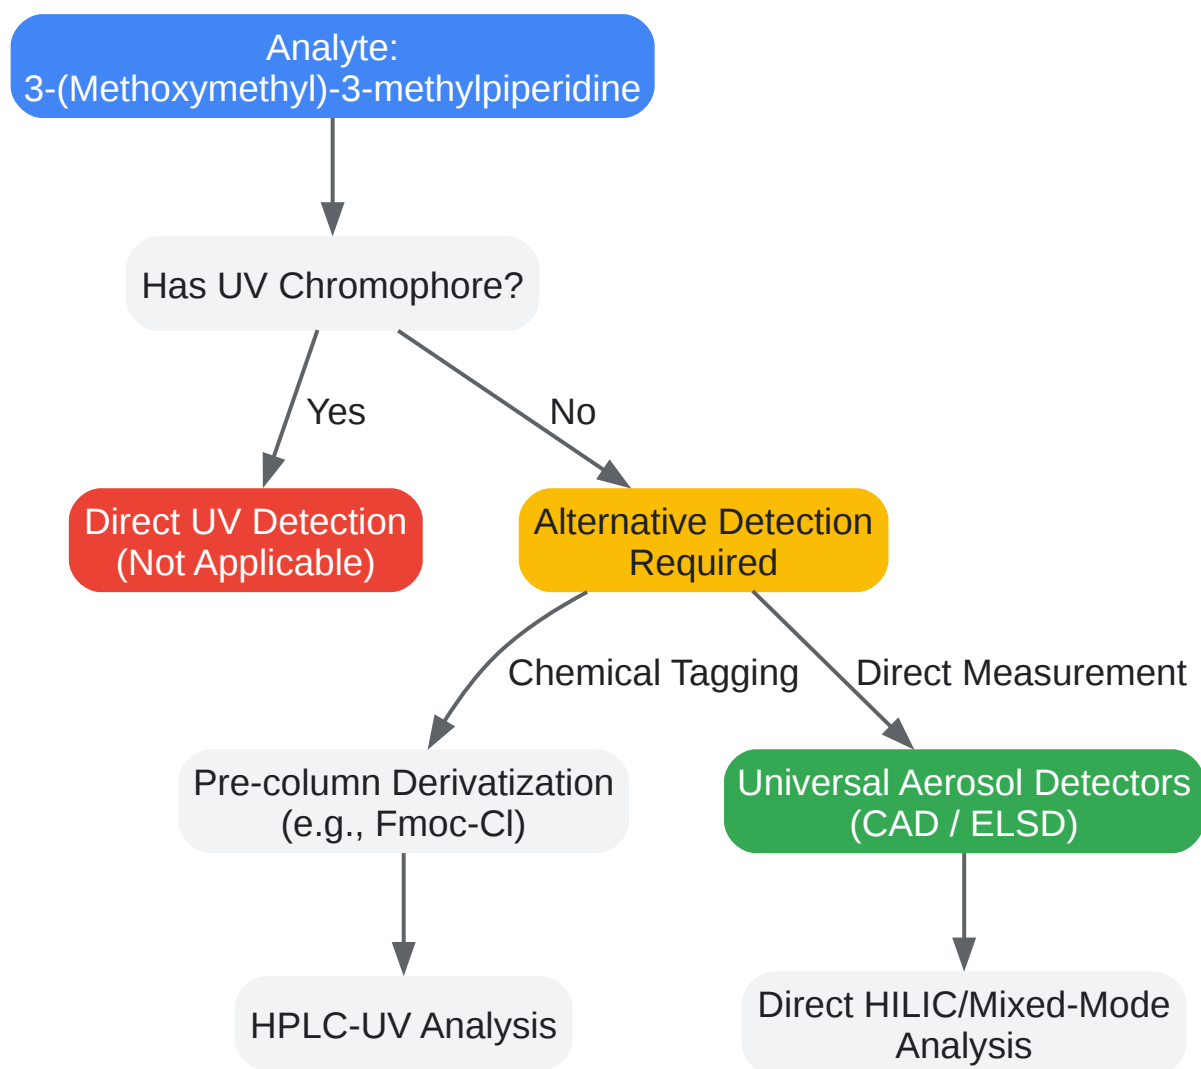 Analyte:
3-(Methoxymethyl)-3-methylpiperidine
Has UV Chromophore?
Yes
No
Direct UV Detection
(Not Applicable)
Alternative Detection
Required
Chemical Tagging
Direct Measurement
Pre-column Derivatization
(e.g., Fmoc-Cl)
Universal Aerosol Detectors
(CAD / ELSD)
HPLC-UV Analysis
Direct HILIC/Mixed-Mode
Analysis